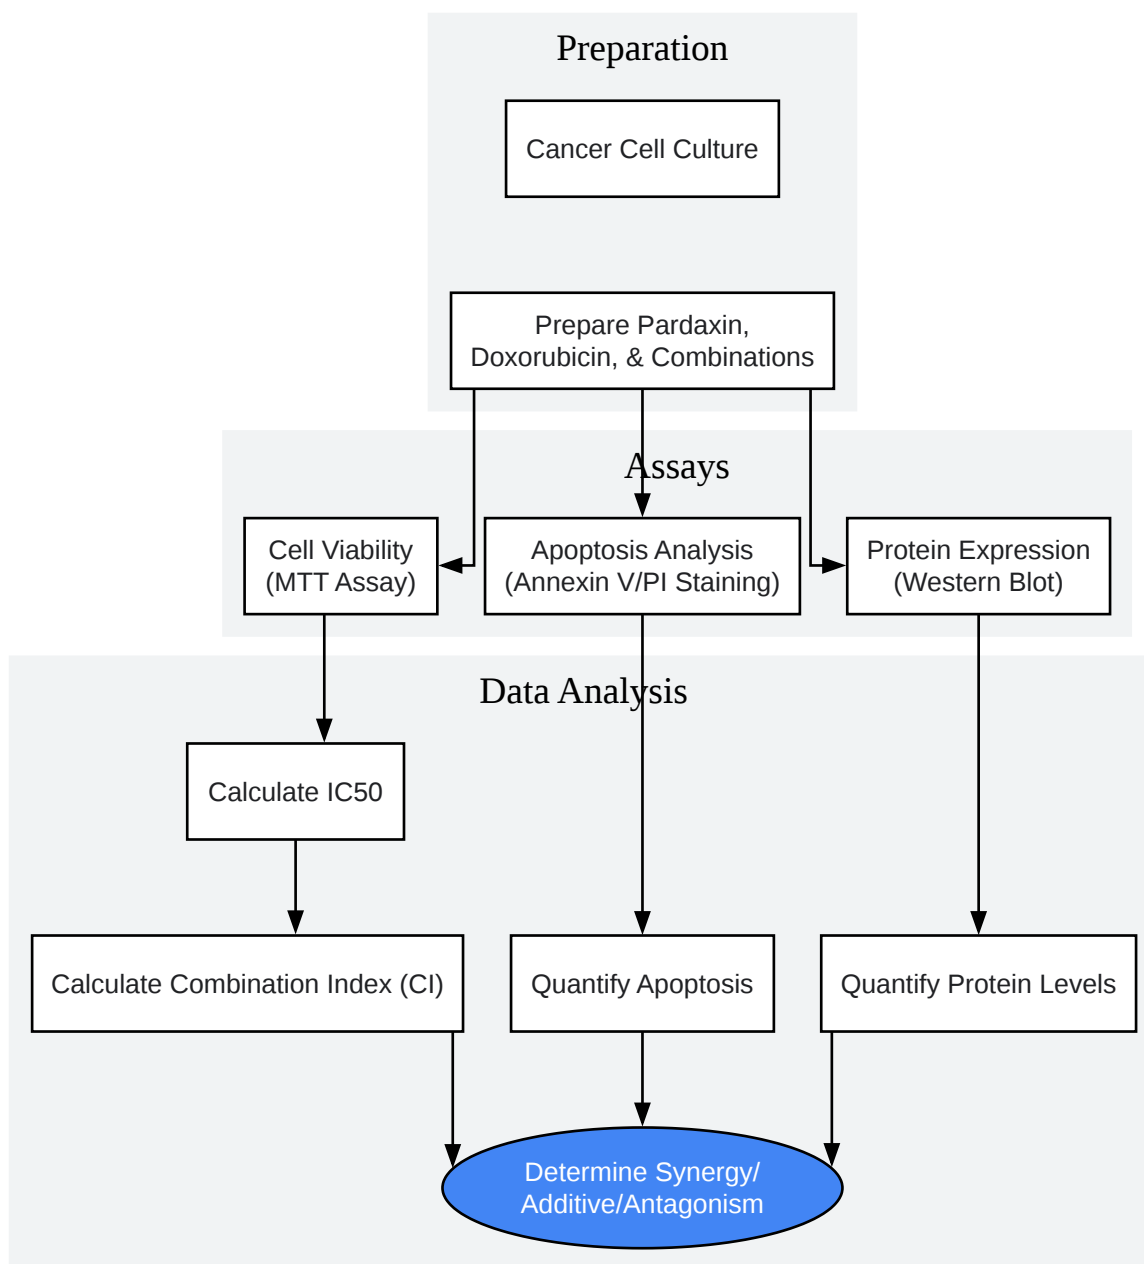 Preparation
Cancer Cell Culture
Prepare Pardaxin,
Doxorubicin, & Combinations
Assays
Cell Viability
(MTT Assay)
Apoptosis Analysis
(Annexin V/PI Staining)
Protein Expression
(Western Blot)
Data Analysis
Calculate IC50
Calculate Combination Index (CI)
Quantify Apoptosis
Quantify Protein Levels
Determine Synergy/
Additive/Antagonism